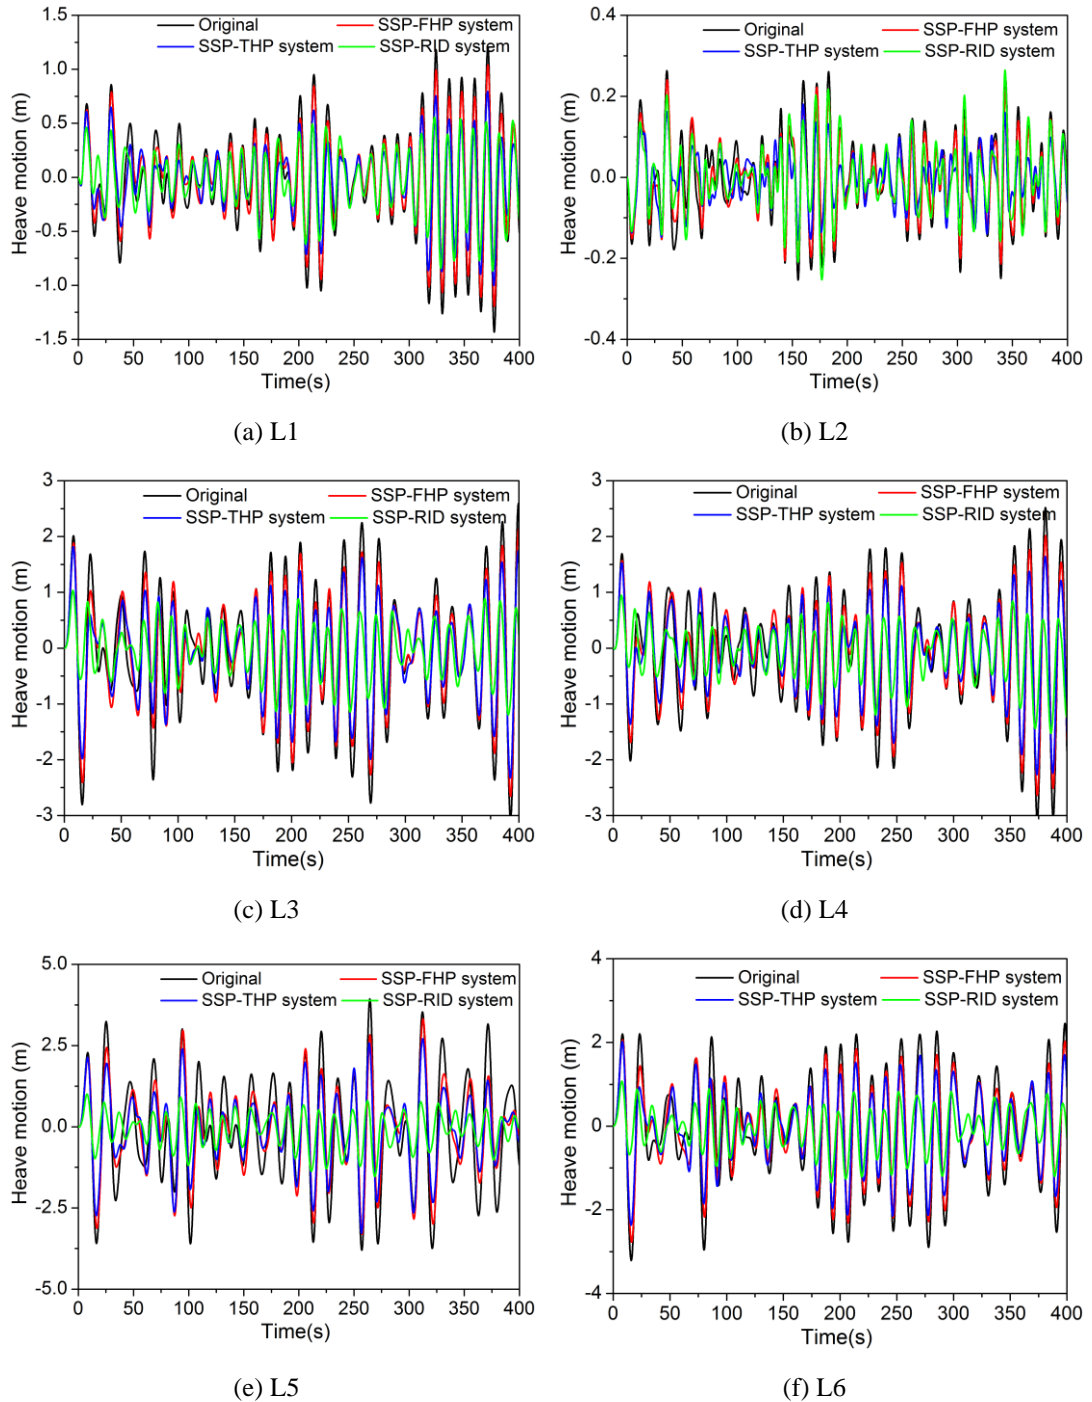 Original SSP-FHP system
SSP-THP system SSP-RID system
1.5
1.0
0.5
0.0
-0.5
-1.0
-1.5
Heave motion (m)
0 50 100 150 200 250 300 350 400
Time(s)
(a) L1
Original SSP-FHP system
SSP-THP system SSP-RID system
0.4
0.2
0.0
-0.2
-0.4
Heave motion (m)
0 50 100 150 200 250 300 350 400
Time(s)
(b) L2
Original SSP-FHP system
SSP-THP system SSP-RID system
3
2
1
0
-1
-2
-3
Heave motion (m)
0 50 100 150 200 250 300 350 400
Time(s)
(c) L3
Original SSP-FHP system
SSP-THP system SSP-RID system
3
2
1
0
-1
-2
-3
Heave motion (m)
0 50 100 150 200 250 300 350 400
Time(s)
(d) L4
Original SSP-FHP system
SSP-THP system SSP-RID system
5.0
2.5
0.0
-2.5
-5.0
Heave motion (m)
0 50 100 150 200 250 300 350 400
Time(s)
(e) L5
Original SSP-FHP system
SSP-THP system SSP-RID system
4
2
0
-2
-4
Heave motion (m)
0 50 100 150 200 250 300 350 400
Time(s)
(f) L6